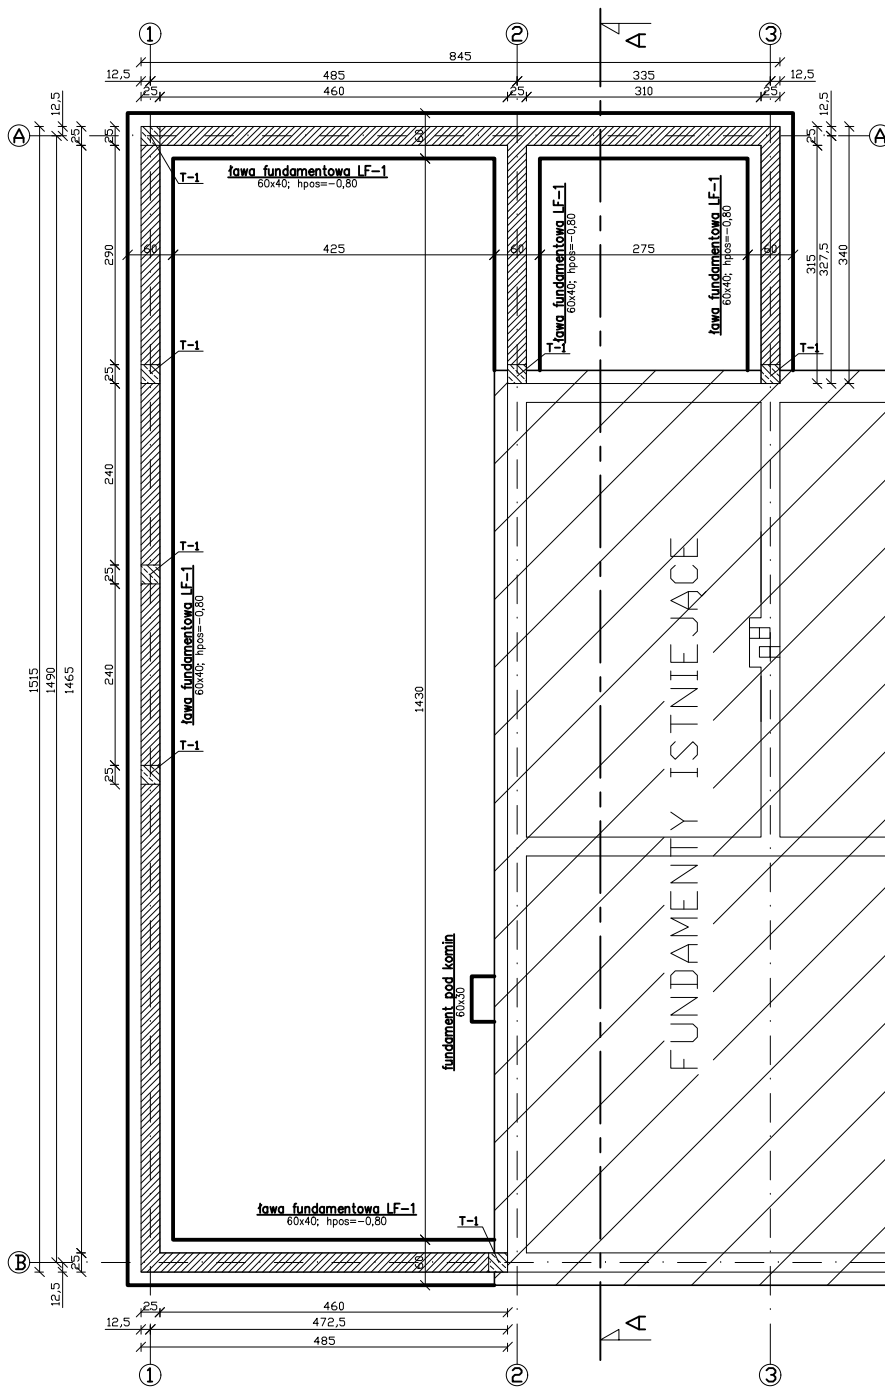 1
2
3
A
845
12,5
485
335
12,5
25
460
25
310
25
12,5
12,5
A
25
25
60
25
A
ława fundamentowa LF-1
60x40; hpos=-0,80
T-1
ława fundamentowa LF-1
60x40; hpos=-0,80
ława fundamentowa LF-1
60x40; hpos=-0,80
290
60
425
60
275
60
315
327,5
340
T-1
T-1
T-1
25
240
T-1
25
ława fundamentowa LF-1
60x40; hpos=-0,80
FUNDAMENTY ISTNIEJĄCE
1515
1490
1465
240
1430
T-1
25
fundament pod komin
60x30
ława fundamentowa LF-1
60x40; hpos=-0,80
T-1
B
25
60
12,5
25
460
12,5
472,5
485
A
1
2
3